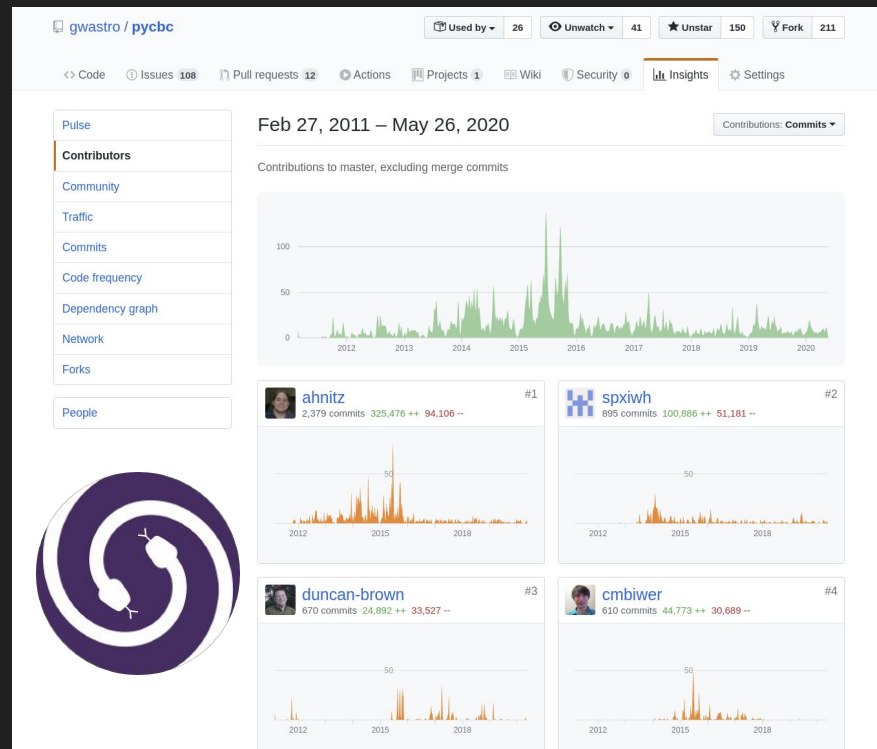 gwastro / pycbc
Used by 26 Unwatch 41 Unstar 150 Fork 211
Code Issues 108 Pull requests 12 Actions Projects 1 Wiki Security 0 Insights Settings
Pulse
Contributors
Community
Traffic
Commits
Code frequency
Dependency graph
Network
Forks
People
Feb 27, 2011 – May 26, 2020
Contributions: Commits
Contributions to master, excluding merge commits
100
50
0
2012 2013 2014 2015 2016 2017 2018 2019 2020
ahnitz #1
2,379 commits 325,476 ++ 94,106 --
50
2012 2015 2018
spxiwh #2
895 commits 100,886 ++ 51,181 --
50
2012 2015 2018
duncan-brown #3
670 commits 24,892 ++ 33,527 --
50
2012 2015 2018
cmbiwer #4
610 commits 44,773 ++ 30,689 --
50
2012 2015 2018